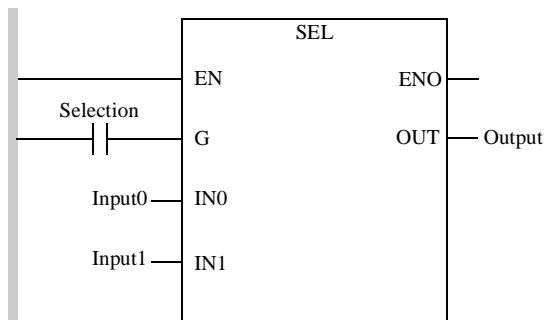 SEL
EN ENO
Selection
G OUT Output
Input0 IN0
Input1 IN1